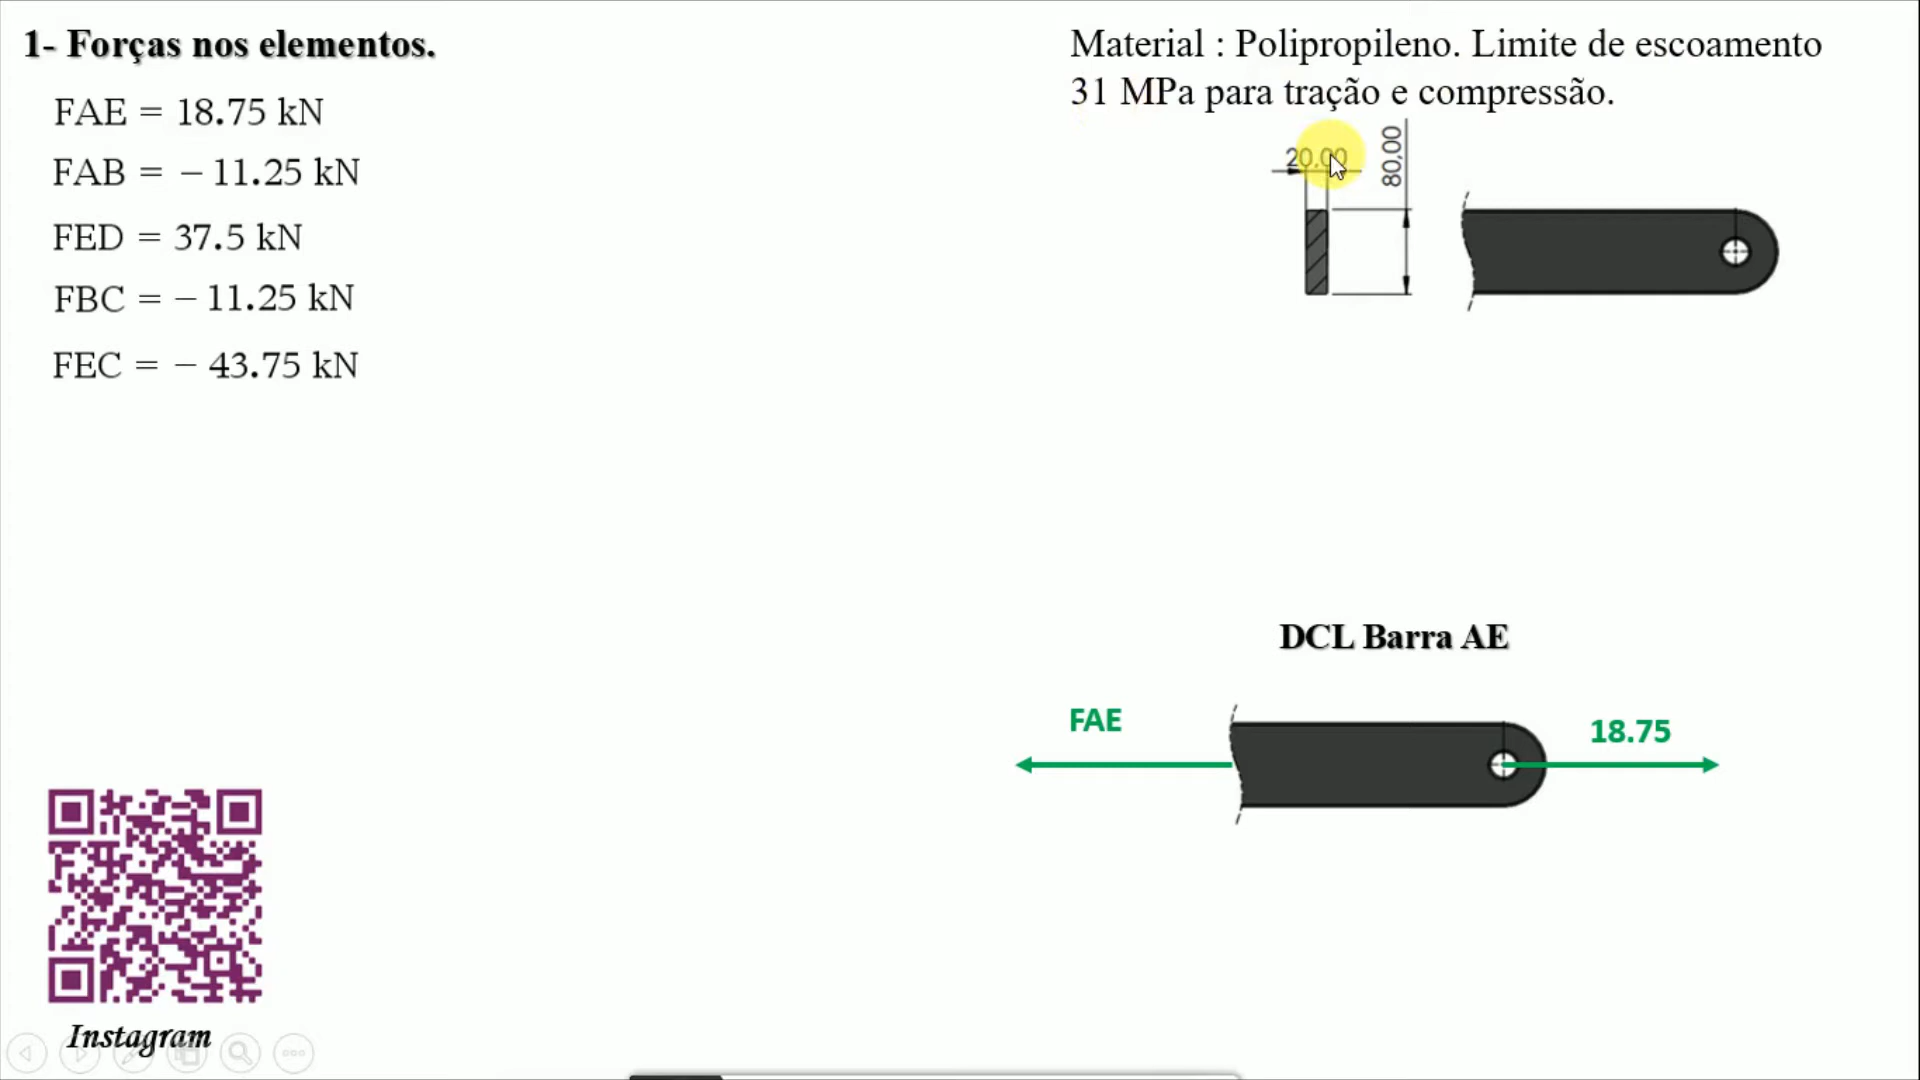 1- Forças nos elementos.
FAE = 18.75 kN
FAB = − 11.25 kN
FED = 37.5 kN
FBC = − 11.25 kN
FEC = − 43.75 kN
Material : Polipropileno. Limite de escoamento
31 MPa para tração e compressão.
20,00
80,00
DCL Barra AE
FAE
18.75
Instagram